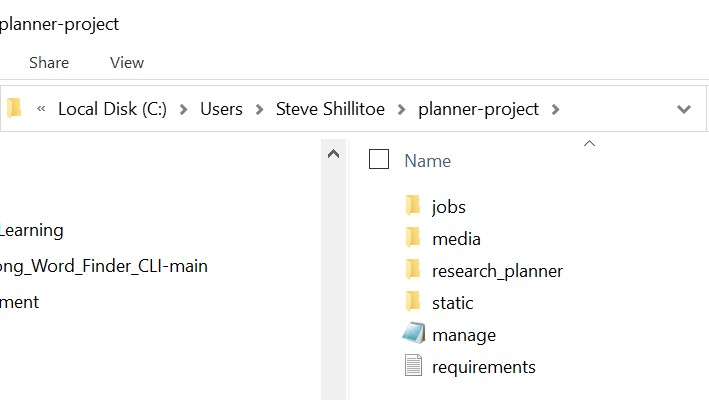 planner-project
Share View
« Local Disk (C:) > Users > Steve Shillitoe > planner-project >
Name
jobs
Learning
media
ong_Word_Finder_CLI-main
research_planner
ment
static
manage
requirements